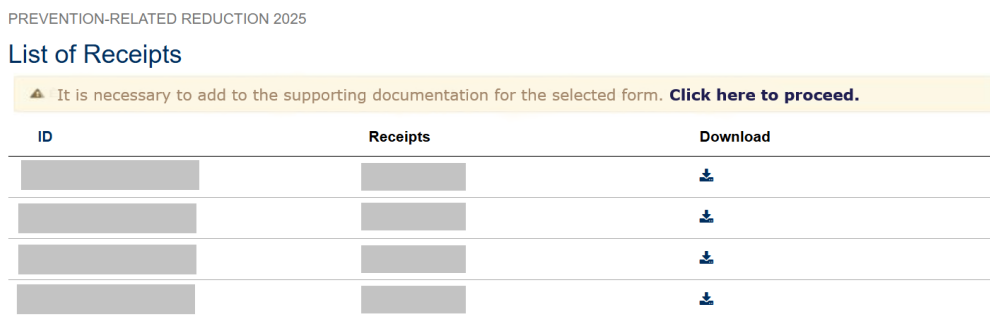 PREVENTION-RELATED REDUCTION 2025
List of Receipts
It is necessary to add to the supporting documentation for the selected form. Click here to proceed.
ID Receipts Download